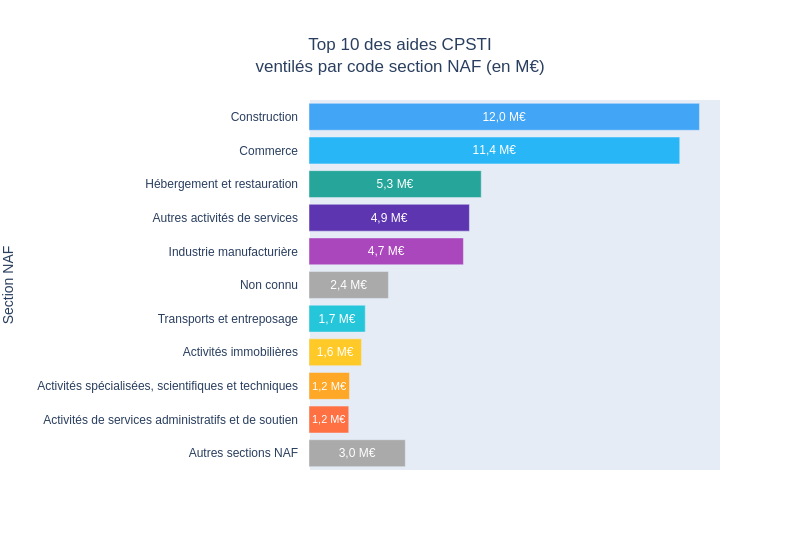 Top 10 des aides CPSTI
ventilés par code section NAF (en M€)
Section NAF
Construction 12,0 M€
Commerce 11,4 M€
Hébergement et restauration 5,3 M€
Autres activités de services 4,9 M€
Industrie manufacturière 4,7 M€
Non connu 2,4 M€
Transports et entreposage 1,7 M€
Activités immobilières 1,6 M€
Activités spécialisées, scientifiques et techniques 1,2 M€
Activités de services administratifs et de soutien 1,2 M€
Autres sections NAF 3,0 M€